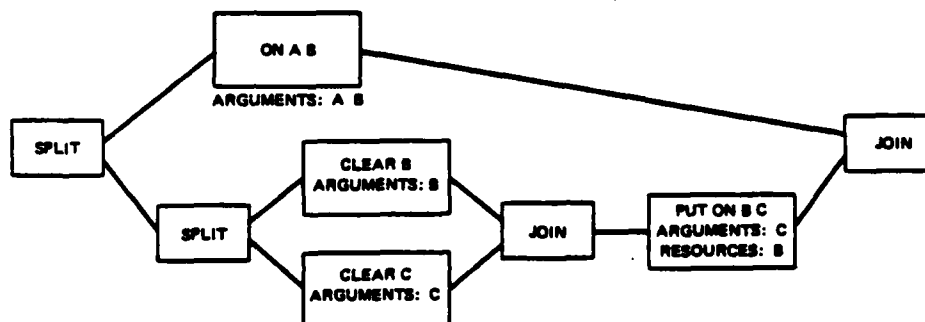 ON A B
ARGUMENTS: A B
SPLIT
JOIN
CLEAR B
ARGUMENTS: B
SPLIT
JOIN
PUT ON B C
ARGUMENTS: C
RESOURCES: B
CLEAR C
ARGUMENTS: C